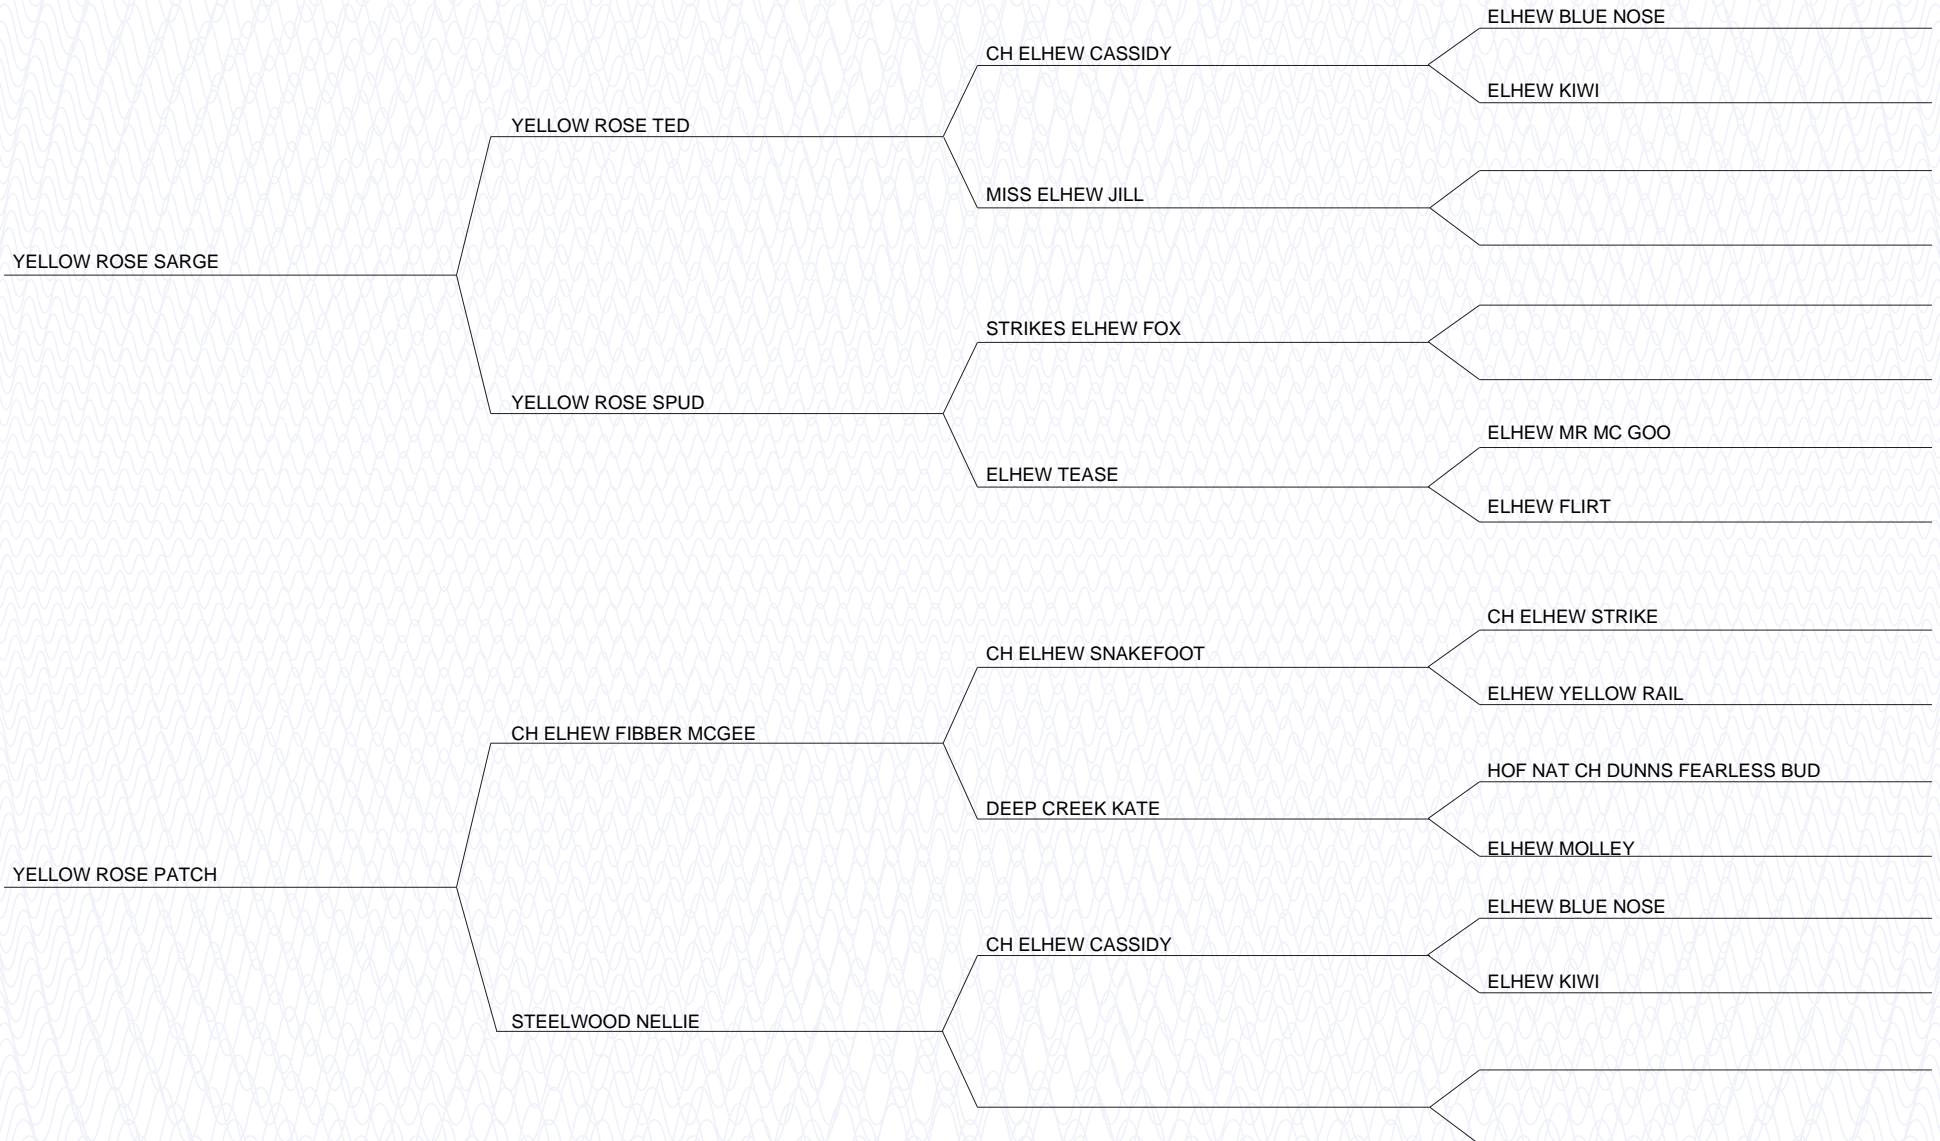 ELHEW BLUE NOSE
CH ELHEW CASSIDY
ELHEW KIWI
YELLOW ROSE TED
MISS ELHEW JILL
YELLOW ROSE SARGE
STRIKES ELHEW FOX
YELLOW ROSE SPUD
ELHEW MR MC GOO
ELHEW TEASE
ELHEW FLIRT
CH ELHEW STRIKE
CH ELHEW SNAKEFOOT
ELHEW YELLOW RAIL
CH ELHEW FIBBER MCGEE
HOF NAT CH DUNNS FEARLESS BUD
DEEP CREEK KATE
ELHEW MOLLEY
YELLOW ROSE PATCH
ELHEW BLUE NOSE
CH ELHEW CASSIDY
ELHEW KIWI
STEELWOOD NELLIE